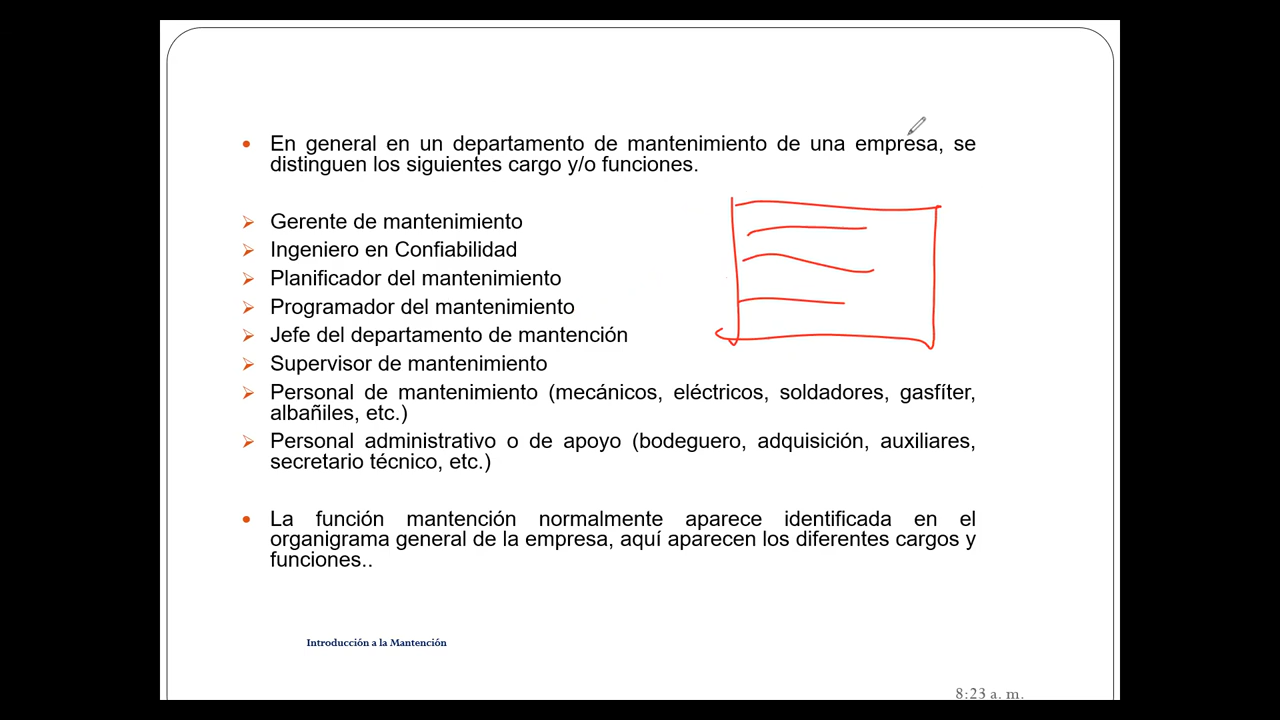 En general en un departamento de mantenimiento de una empresa, se
distinguen los siguientes cargo y/o funciones.
Gerente de mantenimiento
Ingeniero en Confiabilidad
Planificador del mantenimiento
Programador del mantenimiento
Jefe del departamento de mantención
Supervisor de mantenimiento
Personal de mantenimiento (mecánicos, eléctricos, soldadores, gasfíter,
albañiles, etc.)
Personal administrativo o de apoyo (bodeguero, adquisición, auxiliares,
secretario técnico, etc.)
La función mantención normalmente aparece identificada en el
organigrama general de la empresa, aquí aparecen los diferentes cargos y
funciones..
Introducción a la Mantención
8:23 a. m.